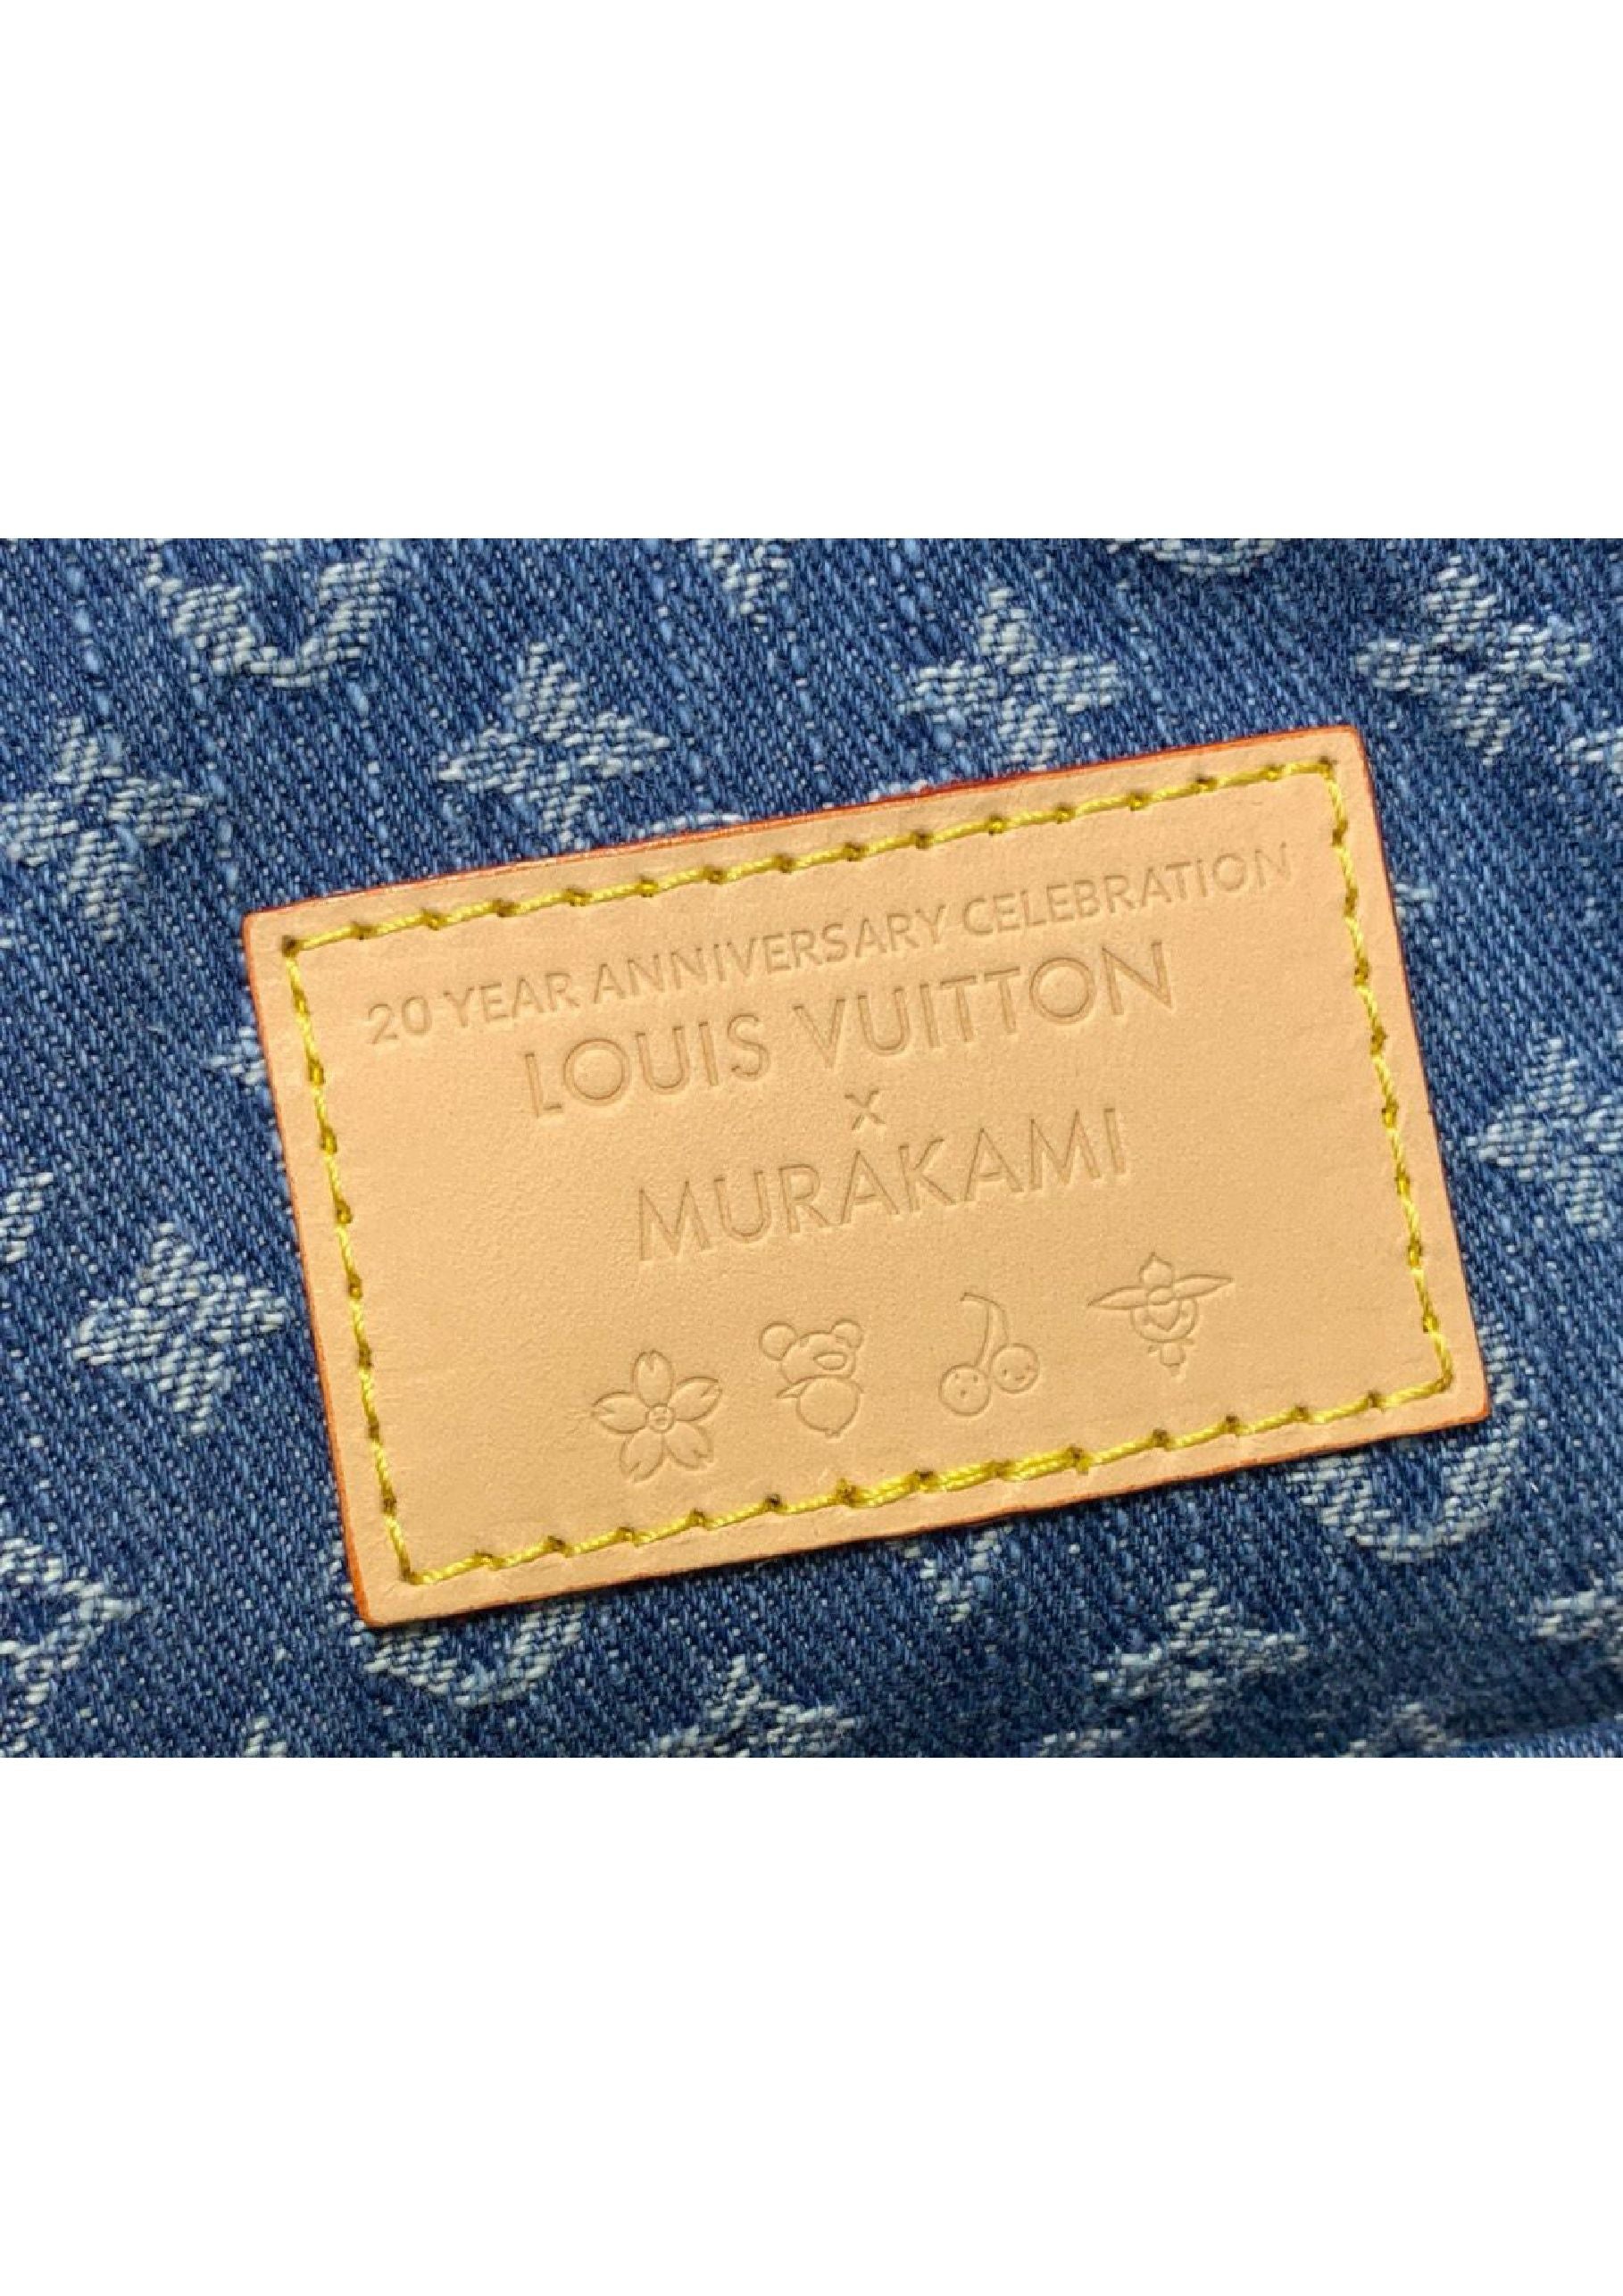 20 YEAR ANNIVERSARY CELEBRATION
LOUIS VUITTON
x
MURAKAMI